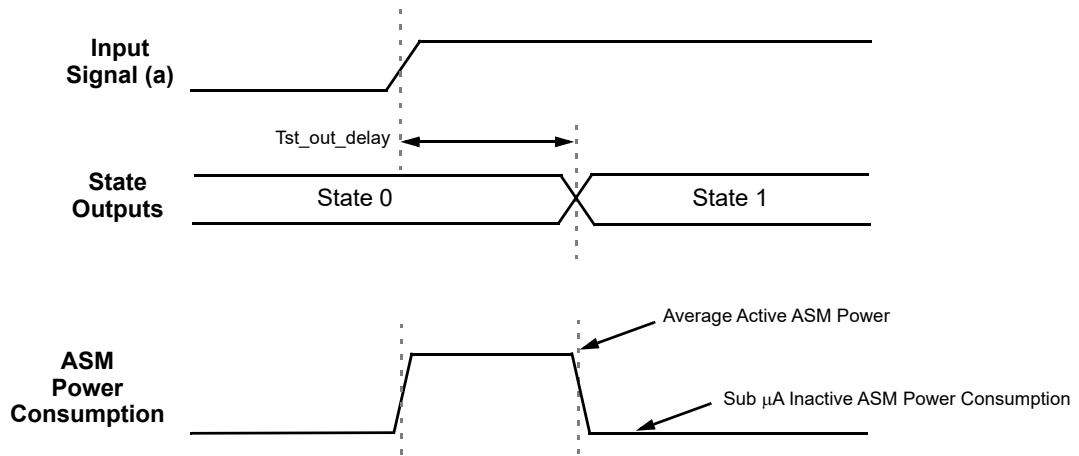 Input
Signal (a)
Tst_out_delay
State
Outputs
State 0
State 1
Average Active ASM Power
ASM
Power
Consumption
Sub μA Inactive ASM Power Consumption